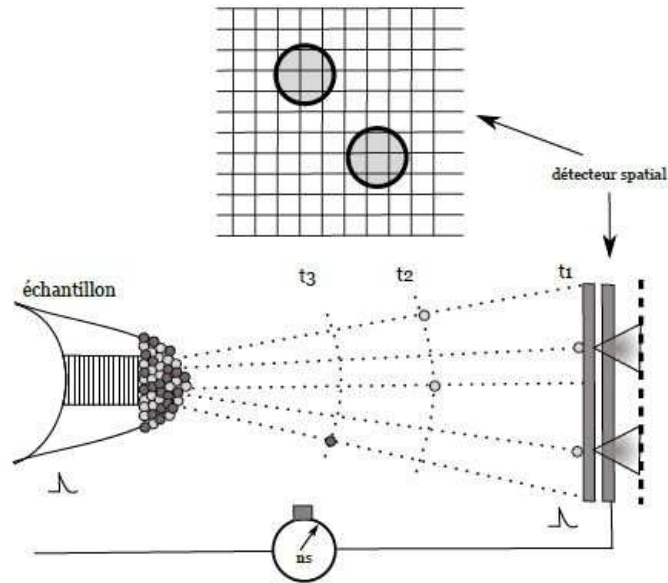 détecteur spatial
échantillon
t3
t2
t1
ns